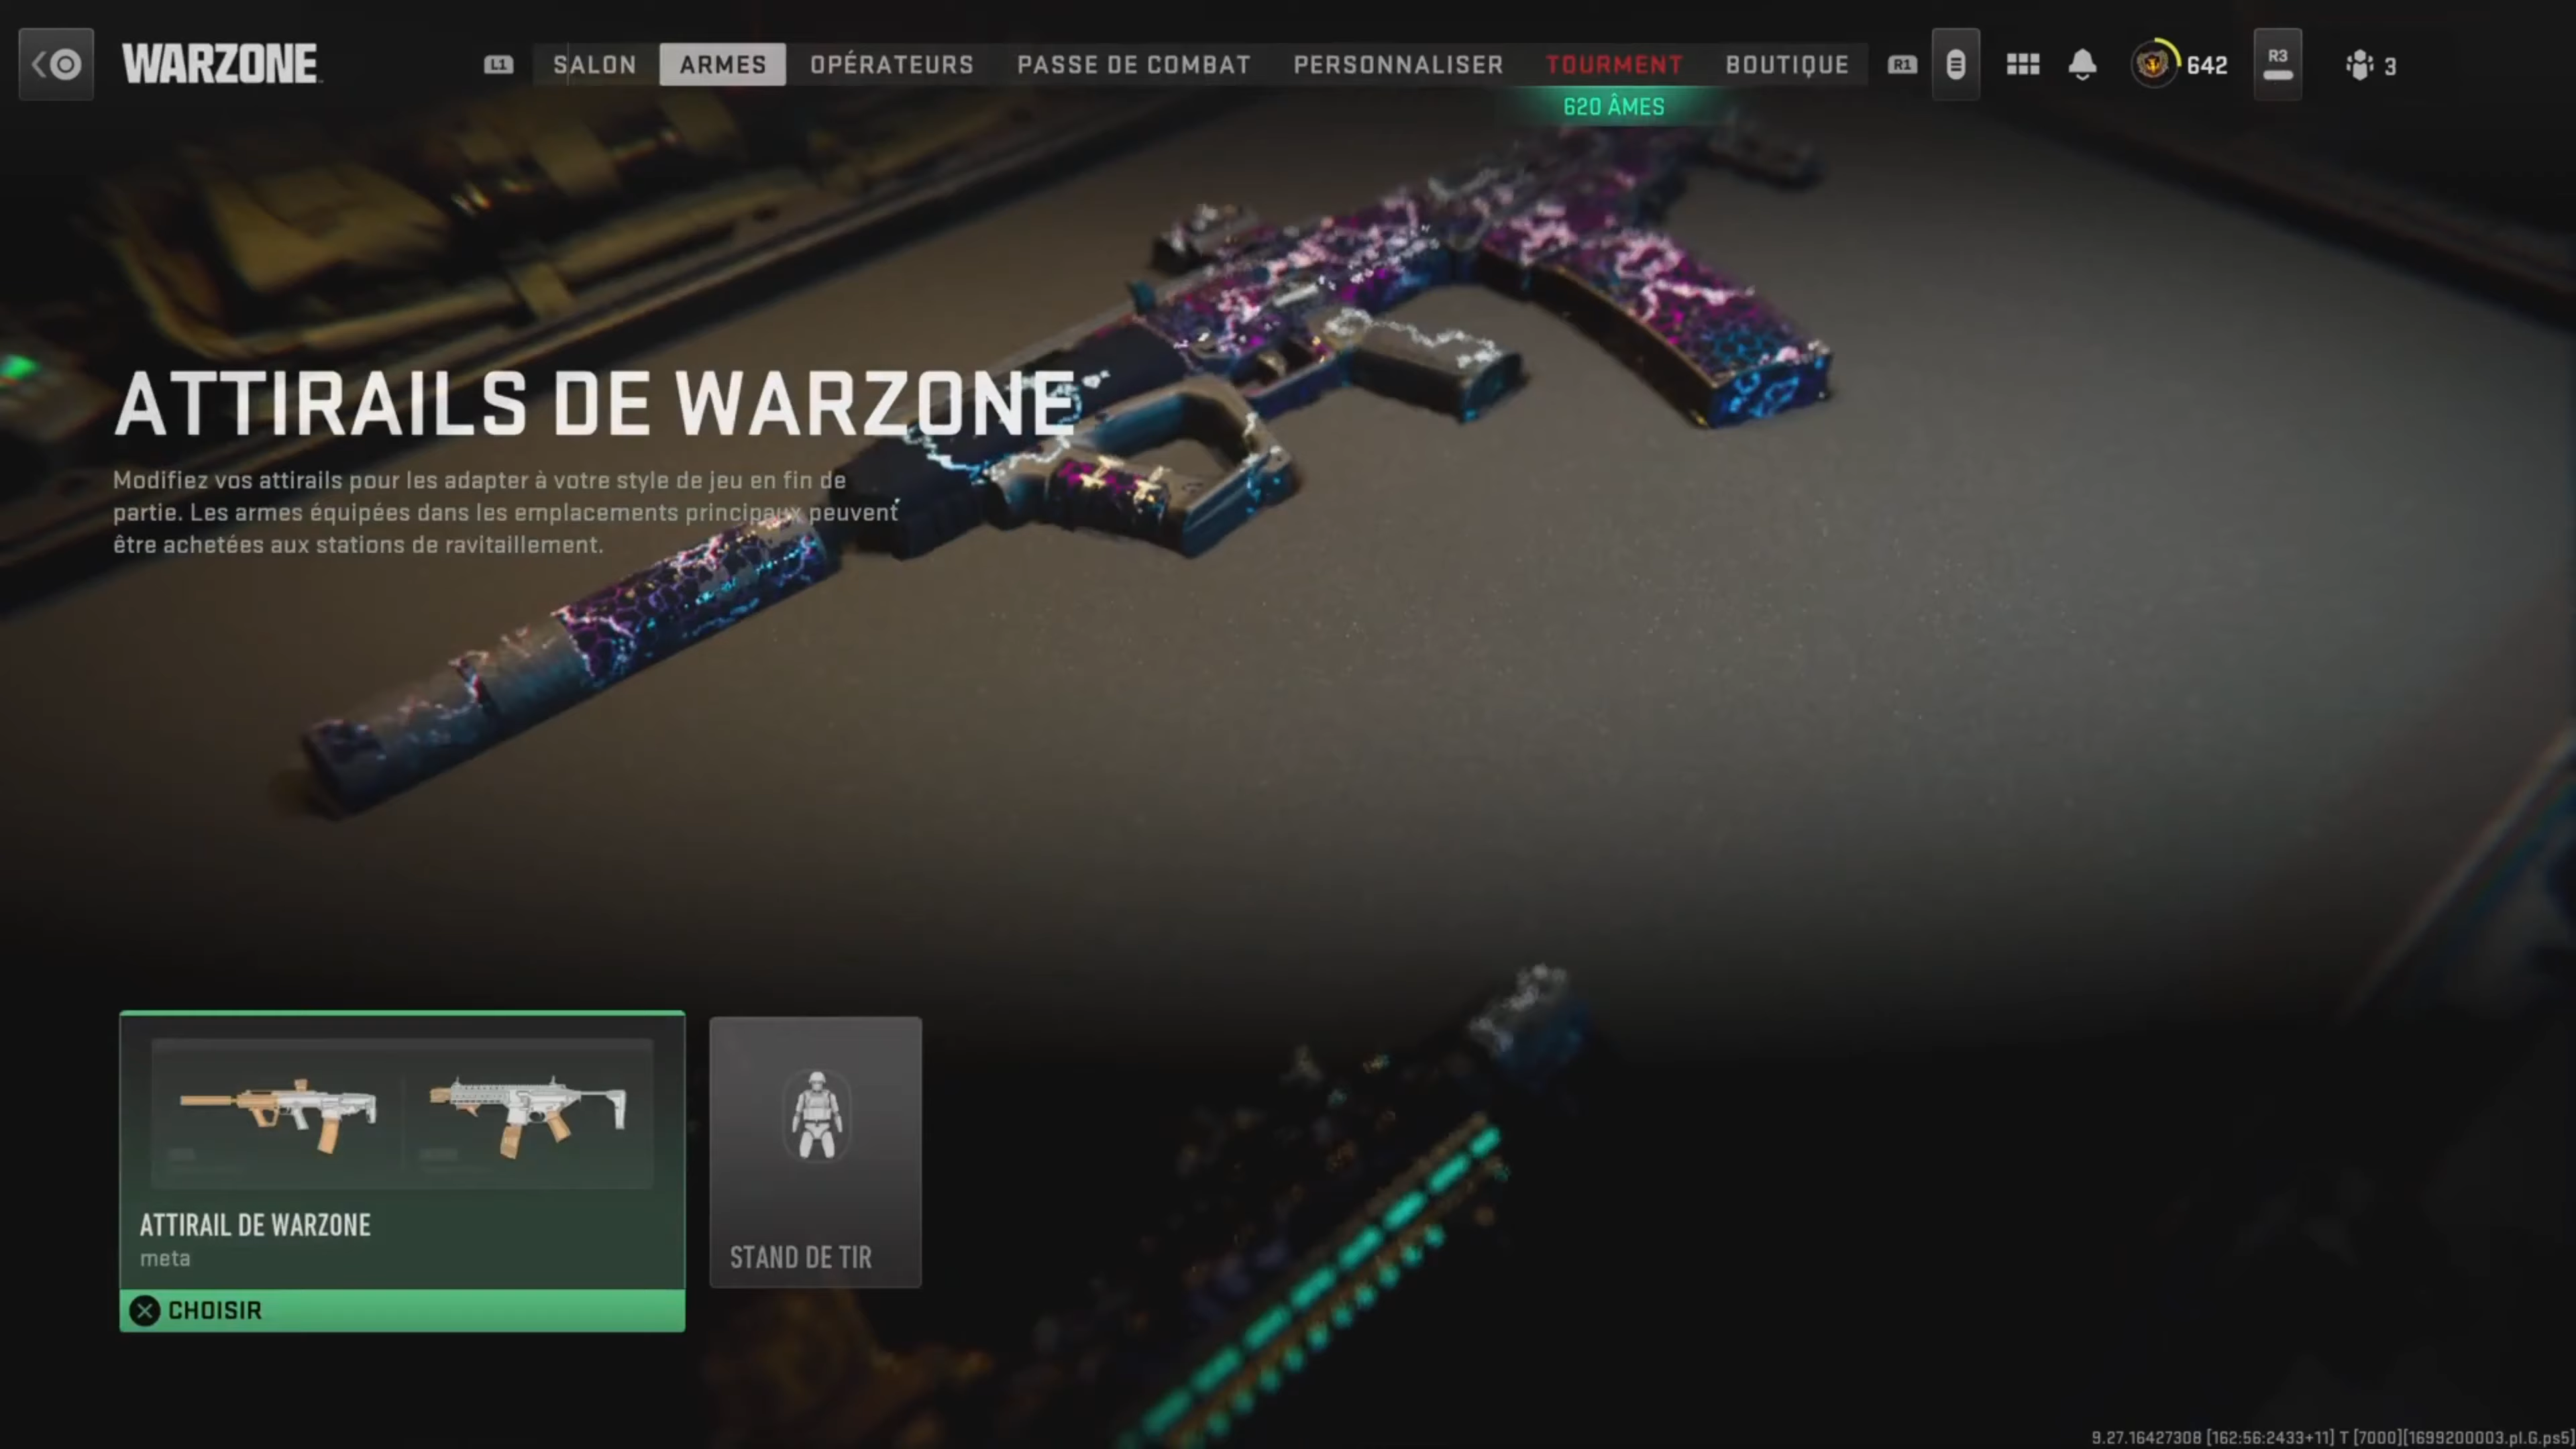 WARZONE
L1
SALON
ARMES
OPÉRATEURS
PASSE DE COMBAT
PERSONNALISER
TOURMENT
BOUTIQUE
R1
642
R3
3
620 ÂMES
ATTIRAILS DE WARZONE
Modifiez vos attirails pour les adapter à votre style de jeu en fin de
partie. Les armes équipées dans les emplacements principaux peuvent
être achetées aux stations de ravitaillement.
ATTIRAIL DE WARZONE
meta
CHOISIR
STAND DE TIR
9.27.16427308 [162:56:2433+11] T [7000][1699200003.pl.G.ps5]